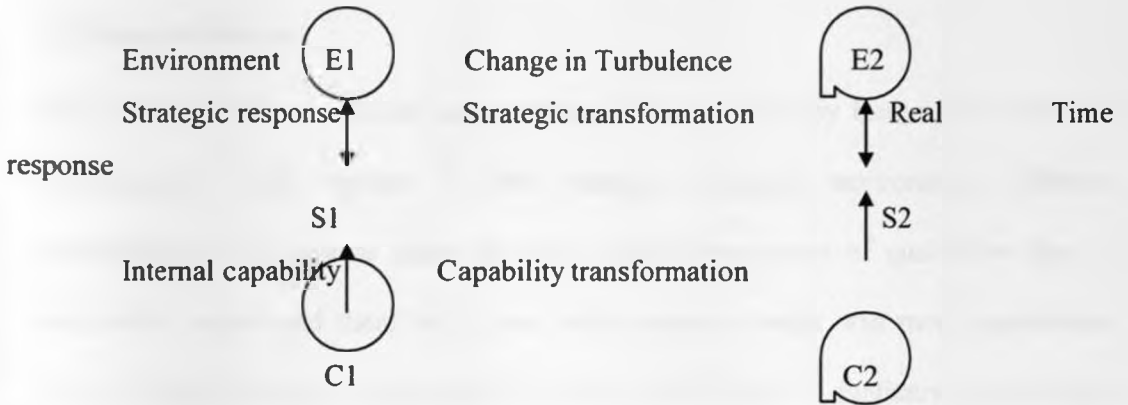 Environment E1 Change in Turbulence E2
Strategic response Strategic transformation Real Time
response
S1 S2
Internal capability Capability transformation
C1 C2